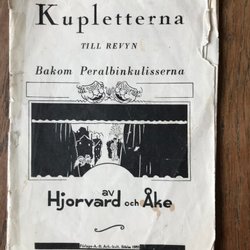 Kupletterna
TILL REVYN
Bakom Peralbinkulisserna
av
Hjorvard och Åke